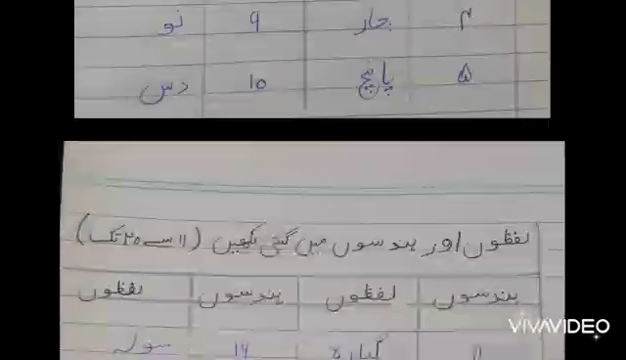 ۴ چار ۹ نو
۵ پانچ ۱۰ دس
لفظوں اور ہندسوں میں گنتی لکھیں (۱۱ سے ۲۰ تک)
ہندسوں لفظوں ہندسوں لفظوں
۱۱ گیارہ ۱۶ سولہ
VIVAVIDEO